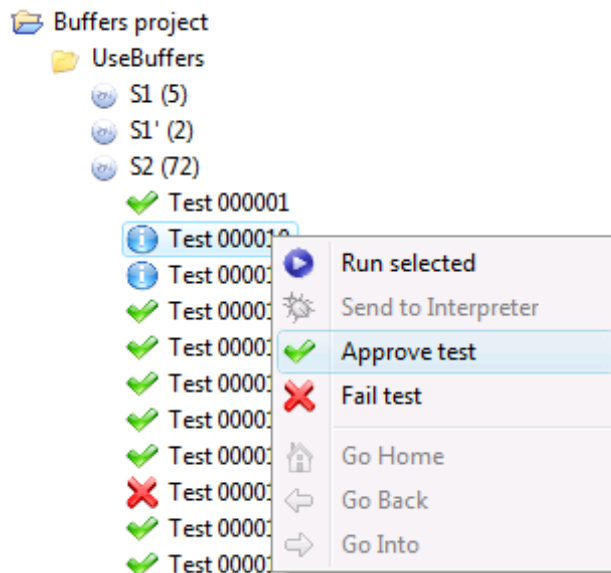 Buffers project
UseBuffers
S1 (5)
S1' (2)
S2 (72)
Test 000001
Test 000010
Test 00001
Test 00001
Test 00001
Test 00001
Test 00001
Test 00001
Test 00001
Test 00001
Test 00001
Run selected
Send to Interpreter
Approve test
Fail test
Go Home
Go Back
Go Into